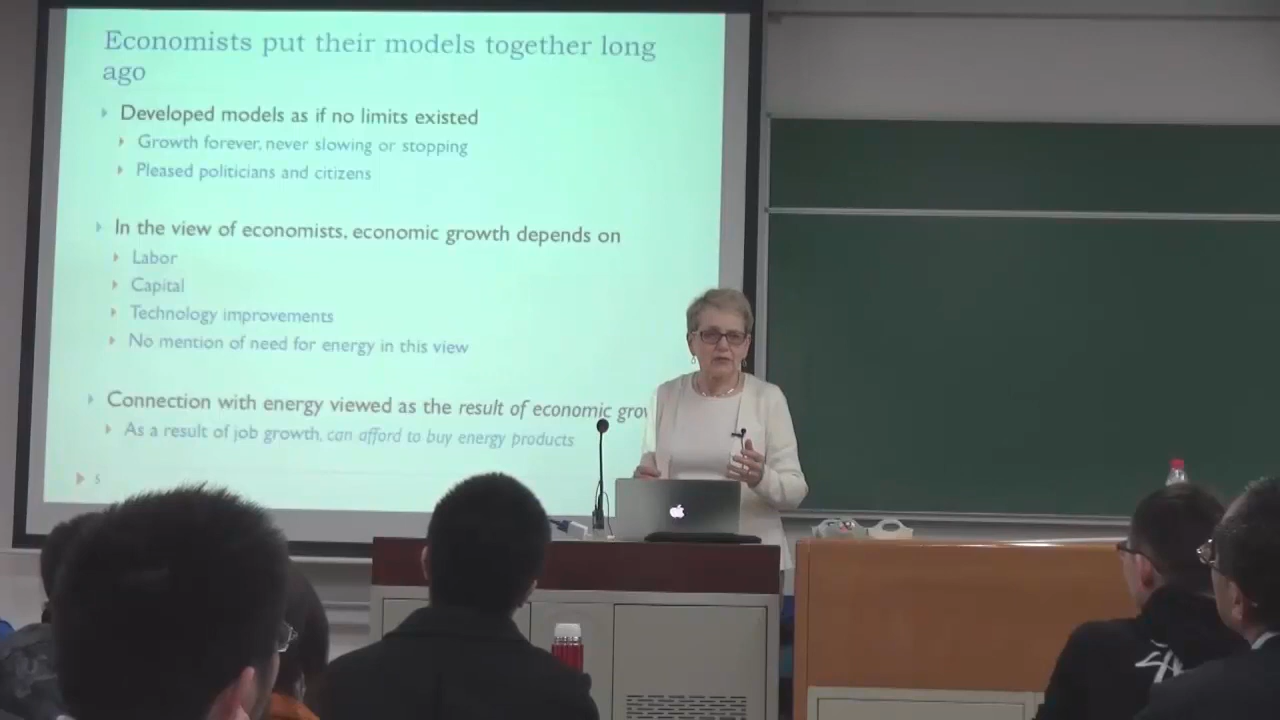 Economists put their models together long
ago
Developed models as if no limits existed
Growth forever, never slowing or stopping
Pleased politicians and citizens
In the view of economists, economic growth depends on
Labor
Capital
Technology improvements
No mention of need for energy in this view
Connection with energy viewed as the result of economic
As a result of job growth, can afford to buy energy products
5